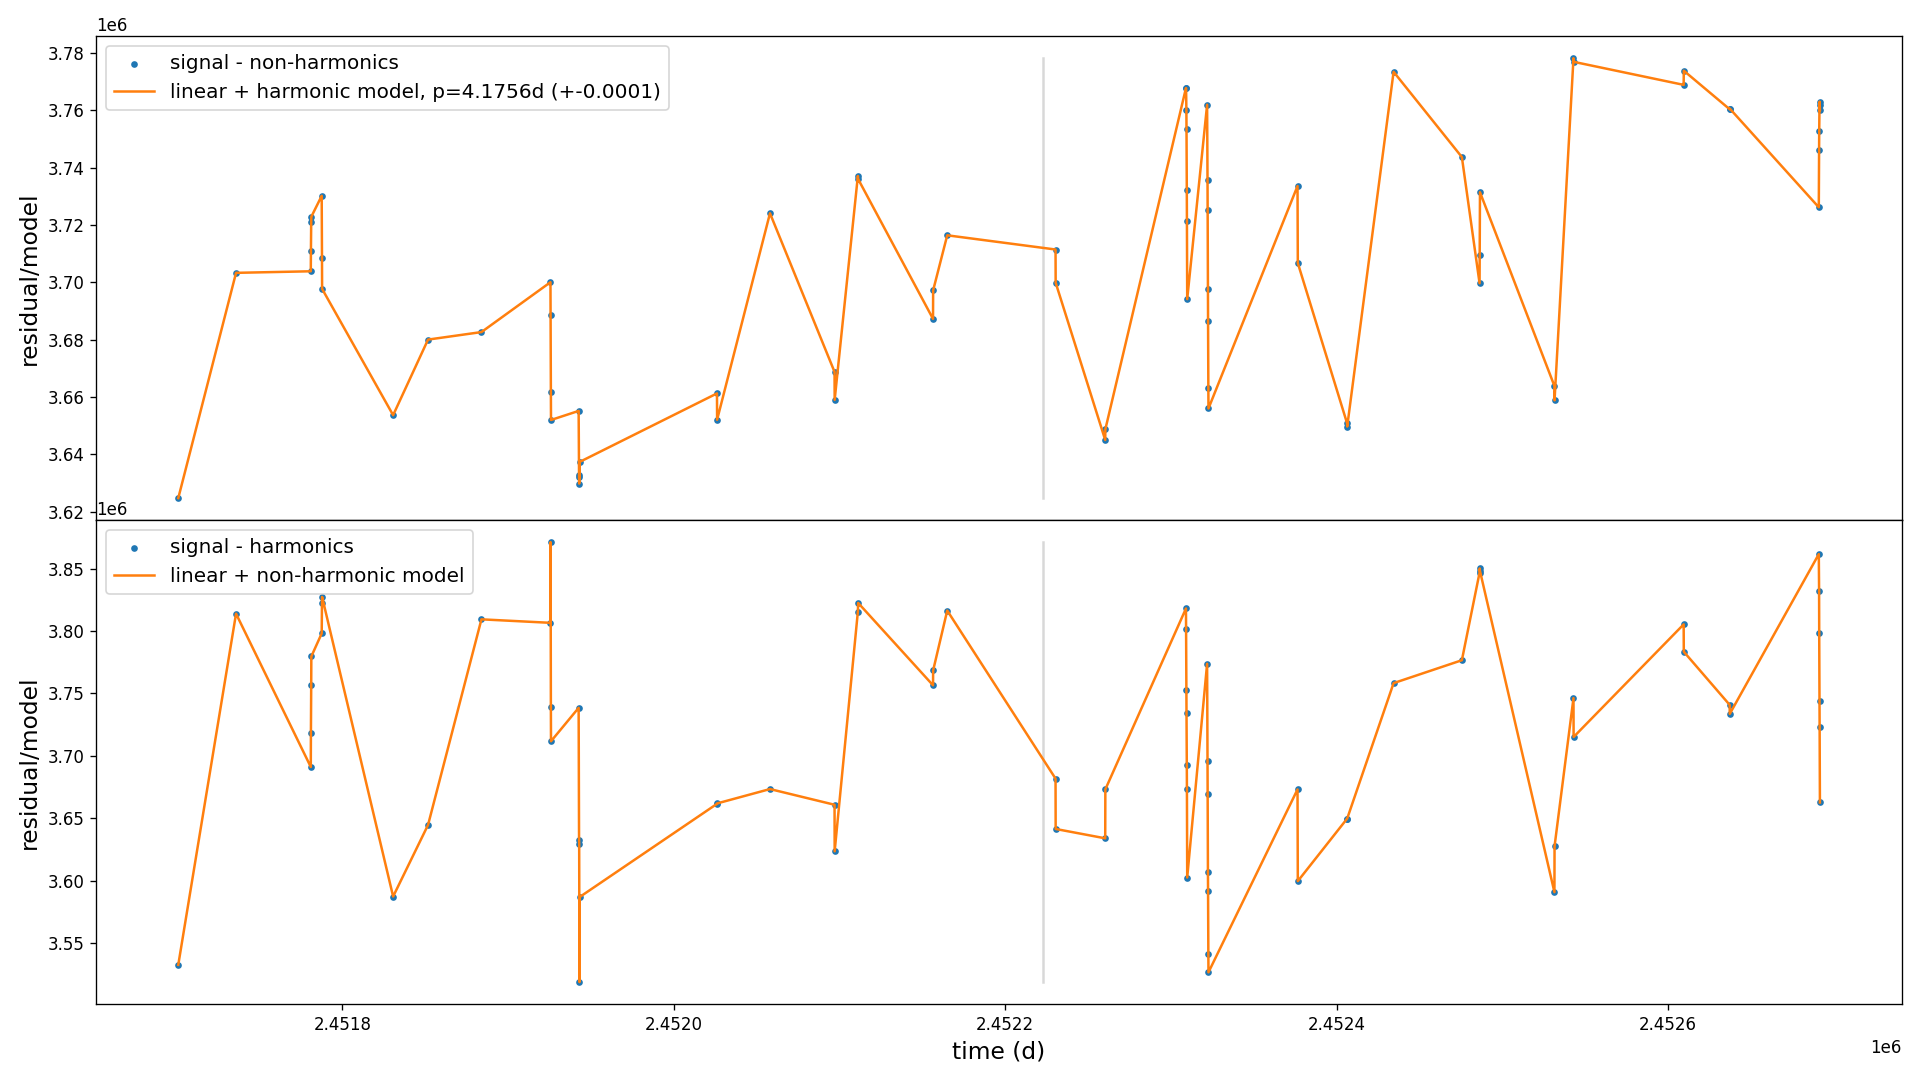 1e6
3.78
3.76
3.74
3.72
3.70
3.68
3.66
3.64
3.62
residual/model
signal - non-harmonics
linear + harmonic model, p=4.1756d (+-0.0001)
1e6
3.85
3.80
3.75
3.70
3.65
3.60
3.55
residual/model
signal - harmonics
linear + non-harmonic model
2.4518
2.4520
2.4522
2.4524
2.4526
time (d)
1e6